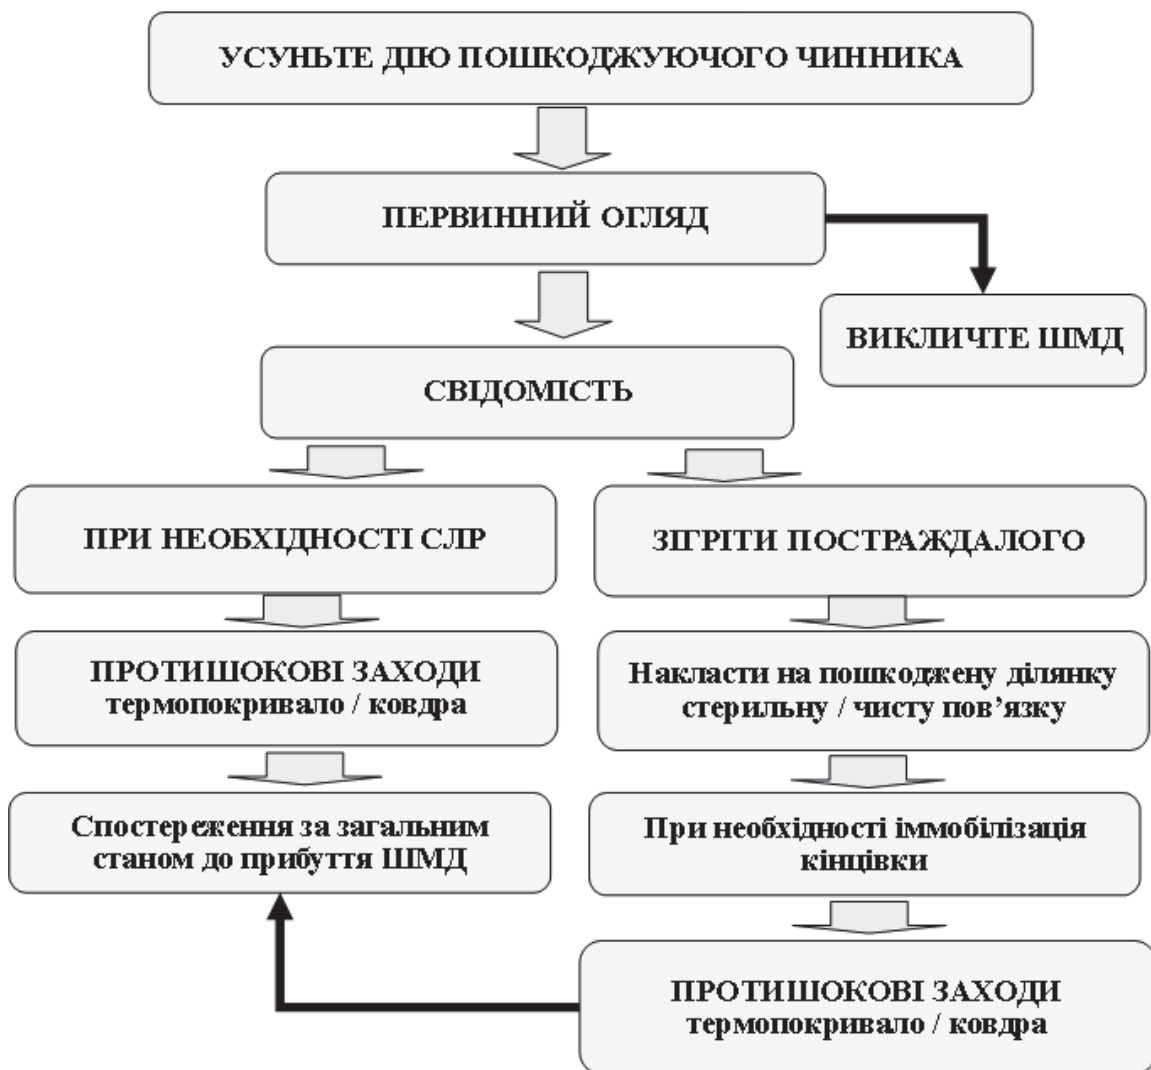 УСУНЬТЕ ДІЮ ПОШКОДЖУЮЧОГО ЧИННИКА
ПЕРВИННИЙ ОГЛЯД
ВИКЛИЧТЕ ШМД
СВІДОМІСТЬ
ПРИ НЕОБХІДНОСТІ СЛР
ЗІГРІТИ ПОСТРАЖДАЛОГО
ПРОТИШОКОВІ ЗАХОДИ
термопокривало / ковдра
Накласти на пошкоджену ділянку
стерильну / чисту пов’язку
Спостереження за загальним
станом до прибуття ШМД
При необхідності іммобілізація
кінцівки
ПРОТИШОКОВІ ЗАХОДИ
термопокривало / ковдра